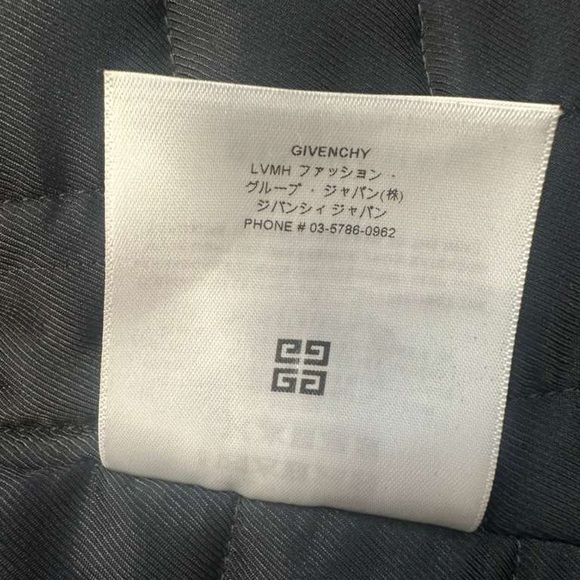 GIVENCHY
LVMH ファッション・
グループ・ジャパン(株)
ジバンシィ ジャパン
PHONE # 03-5786-0962